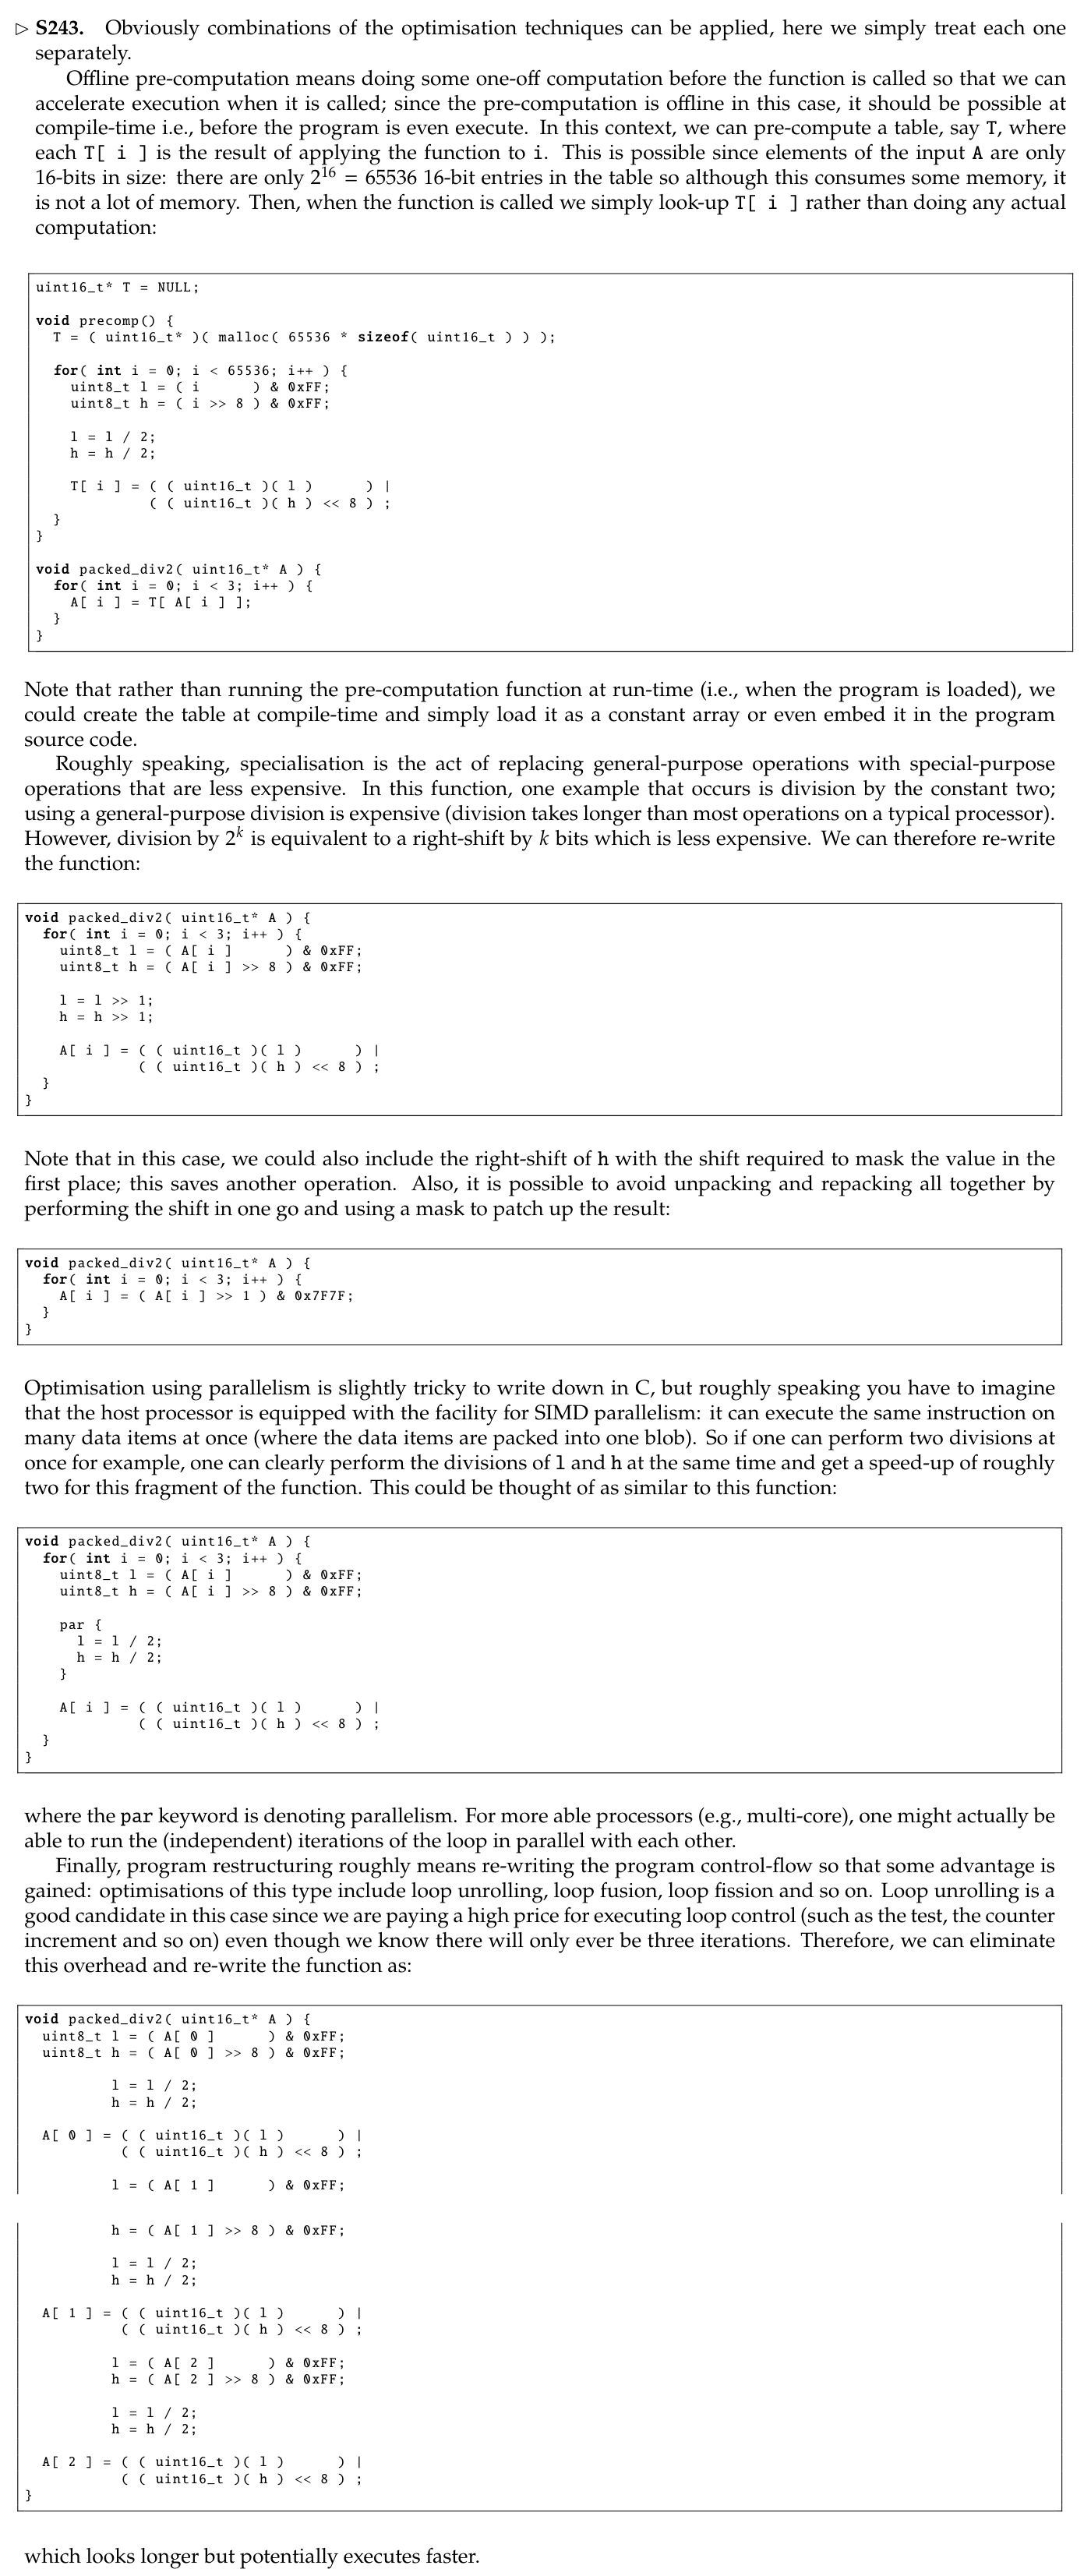 ▷ S243. Obviously combinations of the optimisation techniques can be applied, here we simply treat each one
separately.
Offline pre-computation means doing some one-off computation before the function is called so that we can
accelerate execution when it is called; since the pre-computation is offline in this case, it should be possible at
compile-time i.e., before the program is even execute. In this context, we can pre-compute a table, say T, where
each T[ i ] is the result of applying the function to i. This is possible since elements of the input A are only
16-bits in size: there are only 2^16 = 65536 16-bit entries in the table so although this consumes some memory, it
is not a lot of memory. Then, when the function is called we simply look-up T[ i ] rather than doing any actual
computation:
uint16_t* T = NULL;
void precomp() {
  T = ( uint16_t* )( malloc( 65536 * sizeof( uint16_t ) ) );
  for( int i = 0; i < 65536; i++ ) {
    uint8_t l = ( i      ) & 0xFF;
    uint8_t h = ( i >> 8 ) & 0xFF;
    l = l / 2;
    h = h / 2;
    T[ i ] = ( ( uint16_t )( l )      ) |
             ( ( uint16_t )( h ) << 8 ) ;
  }
}
void packed_div2( uint16_t* A ) {
  for( int i = 0; i < 3; i++ ) {
    A[ i ] = T[ A[ i ] ];
  }
}
Note that rather than running the pre-computation function at run-time (i.e., when the program is loaded), we
could create the table at compile-time and simply load it as a constant array or even embed it in the program
source code.
Roughly speaking, specialisation is the act of replacing general-purpose operations with special-purpose
operations that are less expensive. In this function, one example that occurs is division by the constant two;
using a general-purpose division is expensive (division takes longer than most operations on a typical processor).
However, division by 2^k is equivalent to a right-shift by k bits which is less expensive. We can therefore re-write
the function:
void packed_div2( uint16_t* A ) {
  for( int i = 0; i < 3; i++ ) {
    uint8_t l = ( A[ i ]      ) & 0xFF;
    uint8_t h = ( A[ i ] >> 8 ) & 0xFF;
    l = l >> 1;
    h = h >> 1;
    A[ i ] = ( ( uint16_t )( l )      ) |
             ( ( uint16_t )( h ) << 8 ) ;
  }
}
Note that in this case, we could also include the right-shift of h with the shift required to mask the value in the
first place; this saves another operation. Also, it is possible to avoid unpacking and repacking all together by
performing the shift in one go and using a mask to patch up the result:
void packed_div2( uint16_t* A ) {
  for( int i = 0; i < 3; i++ ) {
    A[ i ] = ( A[ i ] >> 1 ) & 0x7F7F;
  }
}
Optimisation using parallelism is slightly tricky to write down in C, but roughly speaking you have to imagine
that the host processor is equipped with the facility for SIMD parallelism: it can execute the same instruction on
many data items at once (where the data items are packed into one blob). So if one can perform two divisions at
once for example, one can clearly perform the divisions of l and h at the same time and get a speed-up of roughly
two for this fragment of the function. This could be thought of as similar to this function:
void packed_div2( uint16_t* A ) {
  for( int i = 0; i < 3; i++ ) {
    uint8_t l = ( A[ i ]      ) & 0xFF;
    uint8_t h = ( A[ i ] >> 8 ) & 0xFF;
    par {
      l = l / 2;
      h = h / 2;
    }
    A[ i ] = ( ( uint16_t )( l )      ) |
             ( ( uint16_t )( h ) << 8 ) ;
  }
}
where the par keyword is denoting parallelism. For more able processors (e.g., multi-core), one might actually be
able to run the (independent) iterations of the loop in parallel with each other.
Finally, program restructuring roughly means re-writing the program control-flow so that some advantage is
gained: optimisations of this type include loop unrolling, loop fusion, loop fission and so on. Loop unrolling is a
good candidate in this case since we are paying a high price for executing loop control (such as the test, the counter
increment and so on) even though we know there will only ever be three iterations. Therefore, we can eliminate
this overhead and re-write the function as:
void packed_div2( uint16_t* A ) {
  uint8_t l = ( A[ 0 ]      ) & 0xFF;
  uint8_t h = ( A[ 0 ] >> 8 ) & 0xFF;
          l = l / 2;
          h = h / 2;
  A[ 0 ] = ( ( uint16_t )( l )      ) |
           ( ( uint16_t )( h ) << 8 ) ;
          l = ( A[ 1 ]      ) & 0xFF;
          h = ( A[ 1 ] >> 8 ) & 0xFF;
          l = l / 2;
          h = h / 2;
  A[ 1 ] = ( ( uint16_t )( l )      ) |
           ( ( uint16_t )( h ) << 8 ) ;
          l = ( A[ 2 ]      ) & 0xFF;
          h = ( A[ 2 ] >> 8 ) & 0xFF;
          l = l / 2;
          h = h / 2;
  A[ 2 ] = ( ( uint16_t )( l )      ) |
           ( ( uint16_t )( h ) << 8 ) ;
}
which looks longer but potentially executes faster.